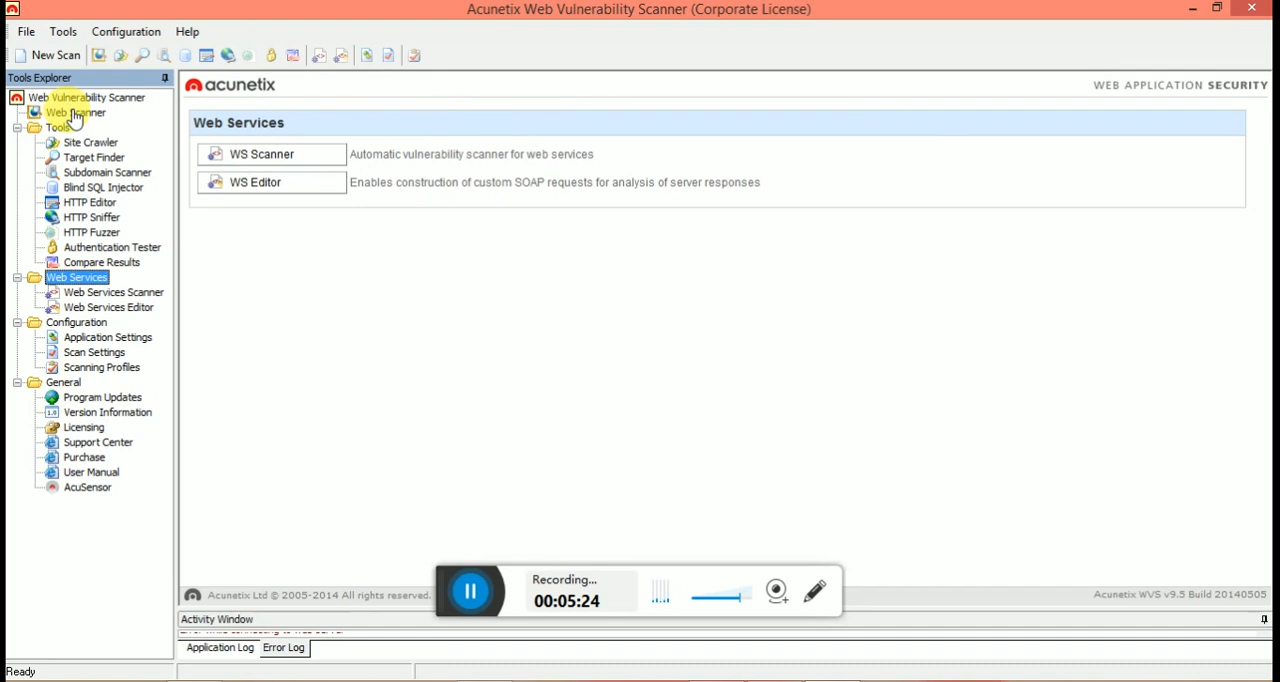 Acunetix Web Vulnerability Scanner (Corporate License)
File Tools Configuration Help
New Scan
Tools Explorer
Web Vulnerability Scanner
Tools
Site Crawler
Target Finder
Subdomain Scanner
Blind SQL Injector
HTTP Editor
HTTP Sniffer
HTTP Fuzzer
Authentication Tester
Compare Results
Web Services
Web Services Scanner
Web Services Editor
Configuration
Application Settings
Scan Settings
Scanning Profiles
General
Program Updates
1.0 Version Information
Licensing
Support Center
Purchase
User Manual
AcuSensor
acunetix
WEB APPLICATION SECURITY
Web Services
WS Scanner Automatic vulnerability scanner for web services
WS Editor Enables construction of custom SOAP requests for analysis of server responses
Recording...
00:05:24
Acunetix Ltd © 2005-2014 All rights reserved.
Acunetix WVS v9.5 Build 20140505
Activity Window
Application Log Error Log
Ready